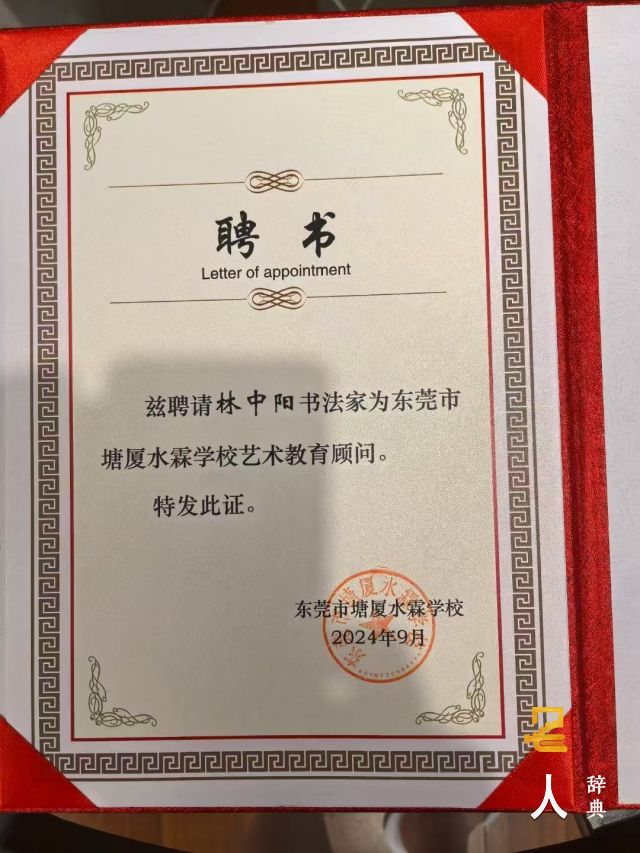 聘书
Letter of appointment
兹聘请林中阳书法家为东莞市
塘厦水霖学校艺术教育顾问。
特发此证。
东莞市塘厦水霖学校
2024年9月
人
辞典